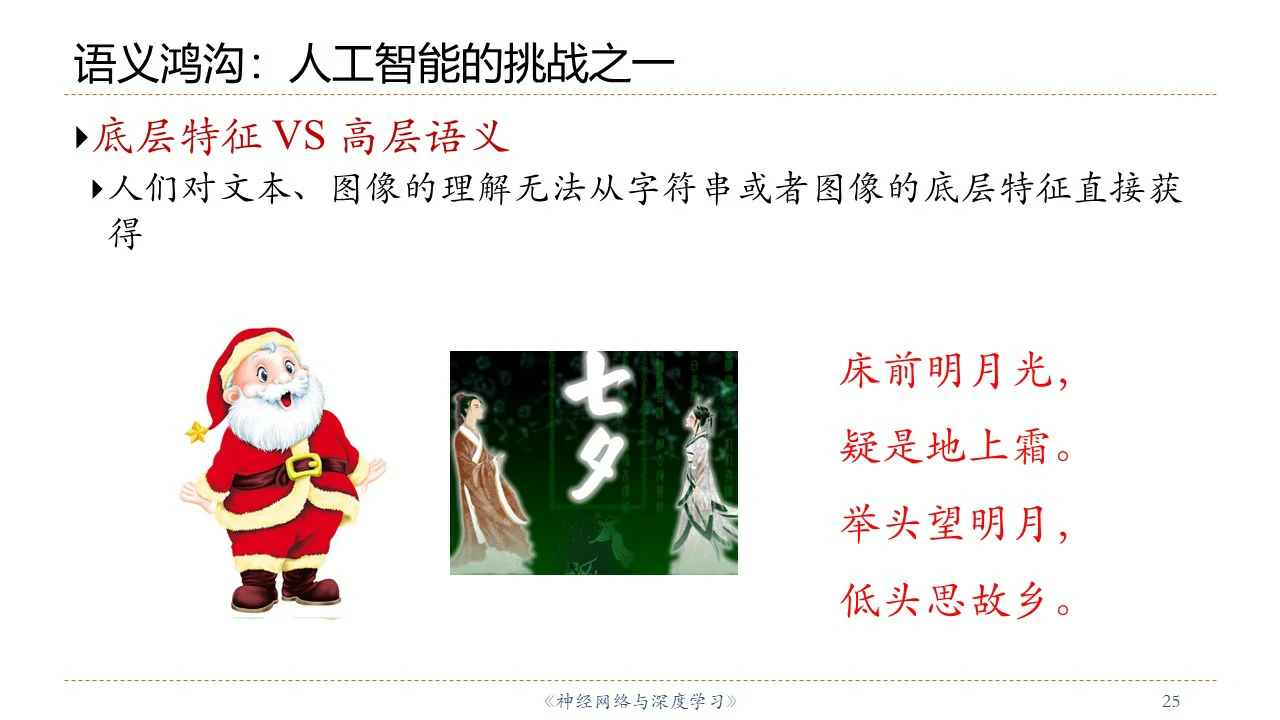 语义鸿沟：人工智能的挑战之一
底层特征 VS 高层语义
人们对文本、图像的理解无法从字符串或者图像的底层特征直接获
得
七夕
床前明月光，
疑是地上霜。
举头望明月，
低头思故乡。
《神经网络与深度学习》
25